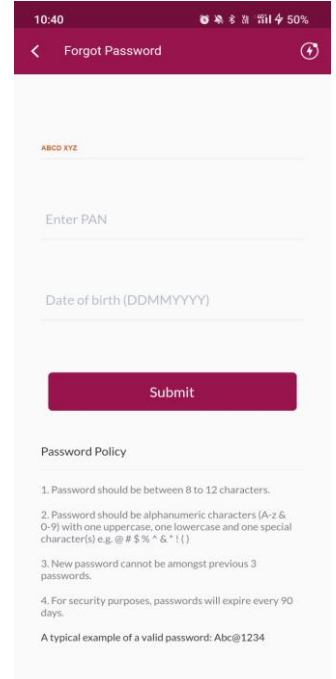 10:40
50%
Forgot Password
ABCD XYZ
Enter PAN
Date of birth (DDMMYYYY)
Submit
Password Policy
1. Password should be between 8 to 12 characters.
2. Password should be alphanumeric characters (A-z &
0-9) with one uppercase, one lowercase and one special
character(s) e.g. @ # $ % ^ & * ! ( )
3. New password cannot be amongst previous 3
passwords.
4. For security purposes, passwords will expire every 90
days.
A typical example of a valid password: Abc@1234